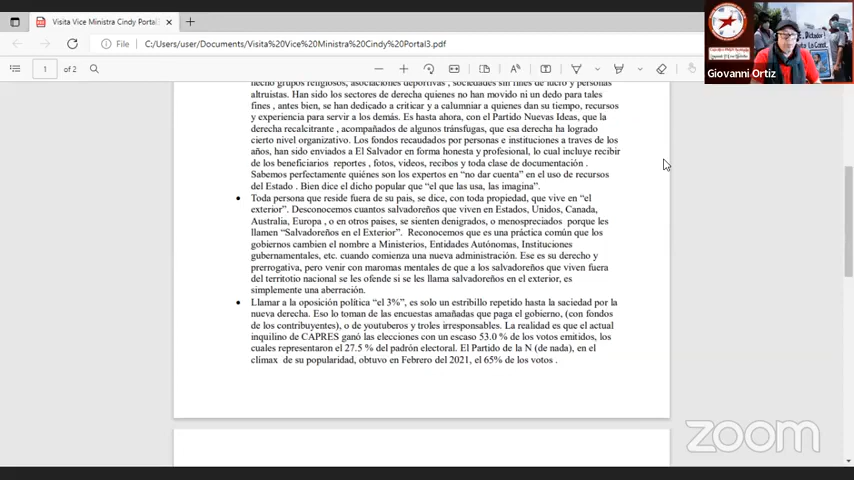 Visita Vice Ministra Cindy Portal3.
File
C:/Users/user/Documents/Visita%20Vice%20Ministra%20Cindy%20Portal3.pdf
1 of 2
hecho grupos religiosos, asociaciones deportivas , sociedades sin fines de lucro y personas
altruistas. Han sido los sectores de derecha quienes no han movido ni un dedo para tales
fines , antes bien, se han dedicado a criticar y a calumniar a quienes dan su tiempo, recursos
y experiencia para servir a los demás. Es hasta ahora, con el Partido Nuevas Ideas, que la
derecha recalcitrante , acompañados de algunos tránsfugas, que esa derecha ha logrado
cierto nivel organizativo. Los fondos recaudados por personas e instituciones a traves de los
años, han sido enviados a El Salvador en forma honesta y profesional, lo cual incluye recibir
de los beneficiarios reportes , fotos, videos, recibos y toda clase de documentación .
Sabemos perfectamente quiénes son los expertos en “no dar cuenta” en el uso de recursos
del Estado . Bien dice el dicho popular que “el que las usa, las imagina”.
• Toda persona que reside fuera de su pais, se dice, con toda propiedad, que vive en “el
exterior”. Desconocemos cuantos salvadoreños que viven en Estados, Unidos, Canada,
Australia, Europa , o en otros paises, se sienten denigrados, o menospreciados porque les
llamen “Salvadoreños en el Exterior”. Reconocemos que es una práctica común que los
gobiernos cambien el nombre a Ministerios, Entidades Autónomas, Instituciones
gubernamentales, etc. cuando comienza una nueva administración. Ese es su derecho y
prerrogativa, pero venir con maromas mentales de que a los salvadoreños que viven fuera
del territotio nacional se les ofende si se les llama salvadoreños en el exterior, es
simplemente una aberración.
• Llamar a la oposición política “el 3%”, es solo un estribillo repetido hasta la saciedad por la
nueva derecha. Eso lo toman de las encuestas amañadas que paga el gobierno, (con fondos
de los contribuyentes), o de youtuberos y troles irresponsables. La realidad es que el actual
inquilino de CAPRES ganó las elecciones con un escaso 53.0 % de los votos emitidos, los
cuales representaron el 27.5 % del padrón electoral. El Partido de la N (de nada), en el
clímax de su popularidad, obtuvo en Febrero del 2021, el 65% de los votos .
Giovanni Ortiz
zoom